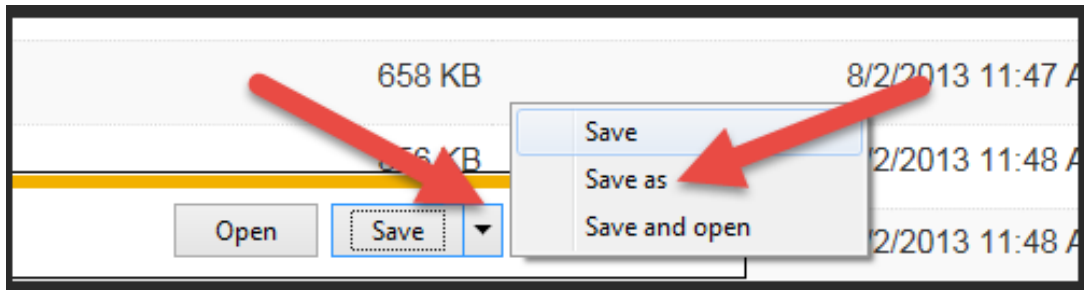 658 KB 8/2/2013 11:47 A
Save
KB /2/2013 11:48 A
Save as
Open Save Save and open /2/2013 11:48 A